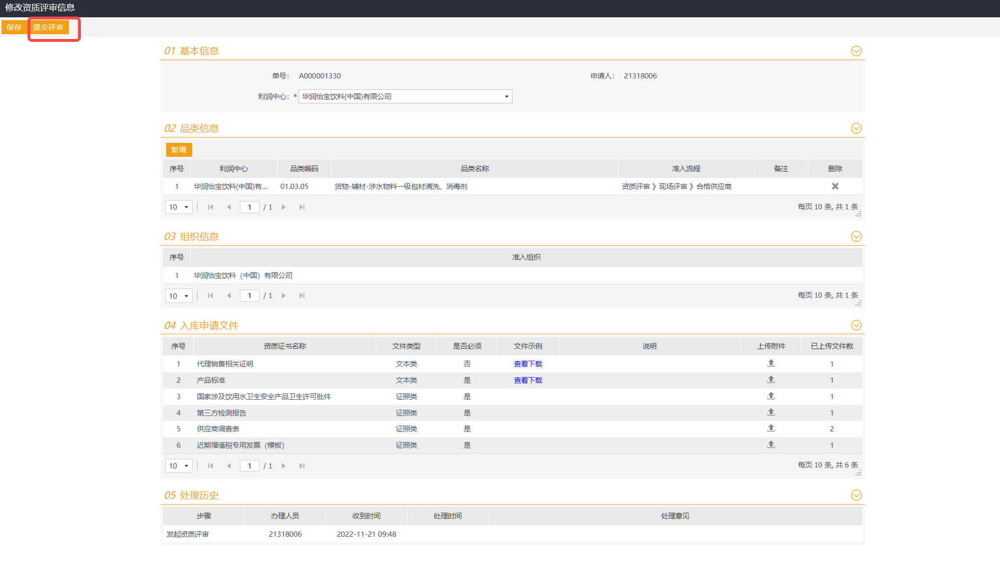 修改资质评审信息
保存 提交评审
01 基本信息
单号： A000001330 申请人： 21318006
利润中心：* 华润怡宝饮料(中国)有限公司
02 品类信息
新增
序号 利润中心 品类编码 品类名称 准入流程 备注 删除
1 华润怡宝饮料(中国)有... 01.03.05 货物-辅材-涉水物料一级包材清洗、消毒剂 资质评审 》现场评审 》合格供应商
10 1 / 1 每页 10 条, 共 1 条
03 组织信息
序号 准入组织
1 华润怡宝饮料（中国）有限公司
10 1 / 1 每页 10 条, 共 1 条
04 入库申请文件
序号 资质证书名称 文件类型 是否必须 文件示例 说明 上传附件 已上传文件数
1 代理销售相关证明 文本类 否 查看下载 1
2 产品标准 文本类 是 查看下载 1
3 国家涉及饮用水卫生安全产品卫生许可批件 证照类 是 1
4 第三方检测报告 证照类 是 1
5 供应商调查表 证照类 是 2
6 近期增值税专用发票（模板） 证照类 是 1
10 1 / 1 每页 10 条, 共 6 条
05 处理历史
步骤 办理人员 收到时间 处理时间 处理意见
发起资质评审 21318006 2022-11-21 09:48